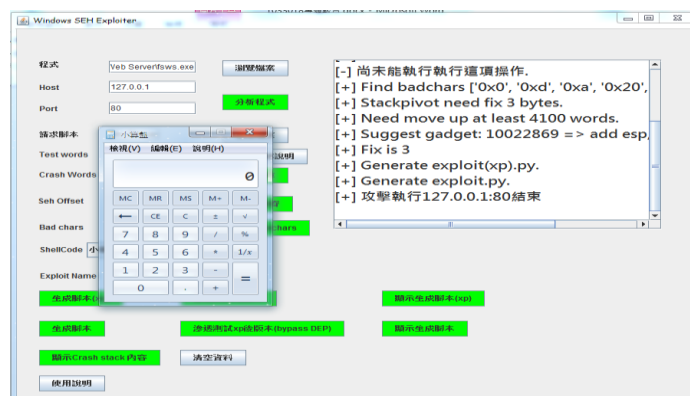 Windows SEH Exploiter
程式
Veb Server\fsws.exe
瀏覽檔案
Host
127.0.0.1
Port
80
分析程式
請求腳本
Test words
說明
Crash Words
Seh Offset
Bad chars
chars
ShellCode
小
Exploit Name
小算盤
檢視(V) 編輯(E) 說明(H)
0
MC MR MS M+ M-
← CE C ± √
7 8 9 / %
4 5 6 * 1/x
1 2 3 - =
0 . +
[-] 尚未能執行執行這項操作.
[+] Find badchars ['0x0', '0xd', '0xa', '0x20',
[+] Stackpivot need fix 3 bytes.
[+] Need move up at least 4100 words.
[+] Suggest gadget: 10022869 => add esp,
[+] Fix is 3
[+] Generate exploit(xp).py.
[+] Generate exploit.py.
[+] 攻擊執行127.0.0.1:80結束
顯示生成腳本(xp)
生成腳本
滲透測試xp後版本(bypass DEP)
顯示生成腳本
顯示Crash stack 內容
清空資料
使用說明